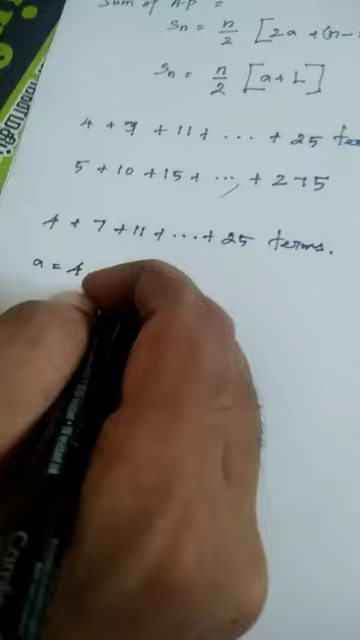 Sum of A.P =
Sn = n/2 [2a + (n -
Sn = n/2 [a + L]
4 + 7 + 11 + ... + 25
5 + 10 + 15 + ... + 275
4 + 7 + 11 + ... + 25 terms.
a = 4